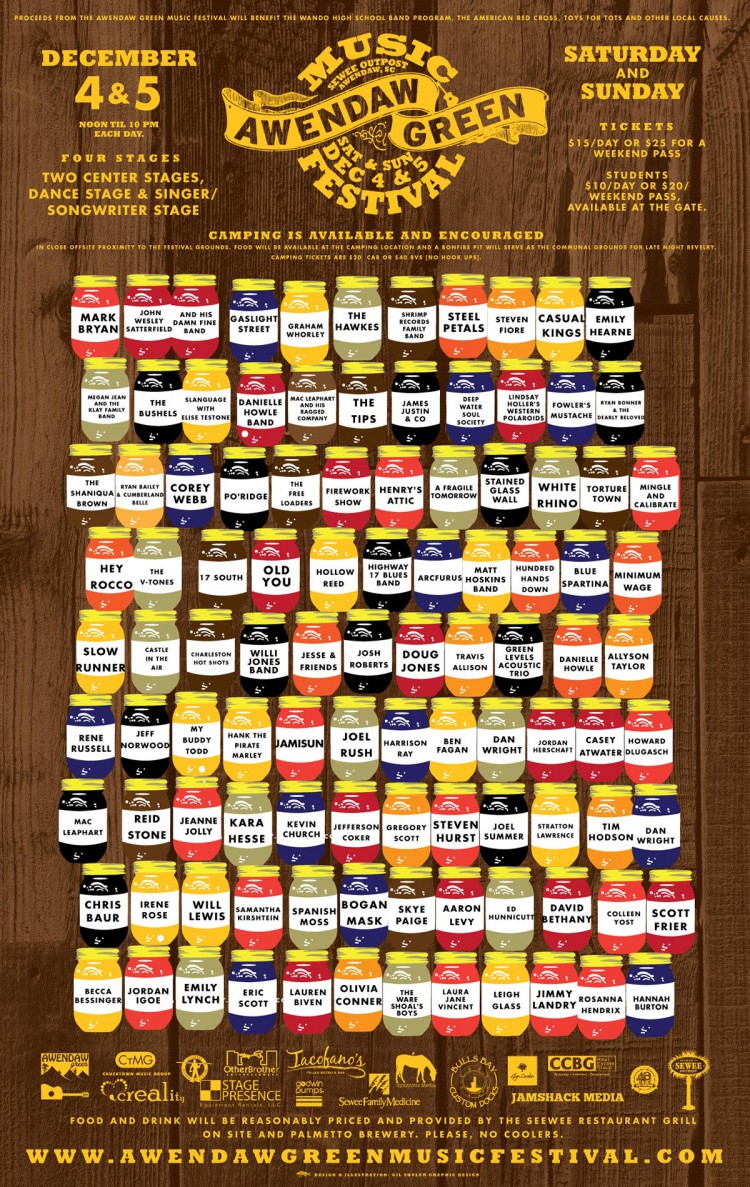 PROCEEDS FROM THE AWENDAW GREEN MUSIC FESTIVAL WILL BENEFIT THE WANDO HIGH SCHOOL BAND PROGRAM, THE AMERICAN RED CROSS, TOYS FOR TOTS AND OTHER LOCAL CAUSES.
DECEMBER
4&5
NOON TIL 10 PM
EACH DAY.
FOUR STAGES
TWO CENTER STAGES,
DANCE STAGE & SINGER/
SONGWRITER STAGE
MUSIC
SEWEE OUTPOST
AWENDAW, SC
AWENDAW GREEN
SAT & SUN
DEC 4 & 5
FESTIVAL
SATURDAY
AND
SUNDAY
TICKETS
$15/DAY OR $25 FOR A
WEEKEND PASS
STUDENTS
$10/DAY OR $20/
WEEKEND PASS,
AVAILABLE AT THE GATE.
CAMPING IS AVAILABLE AND ENCOURAGED
IN CLOSE OFFSITE PROXIMITY TO THE FESTIVAL GROUNDS. FOOD WILL BE AVAILABLE AT THE CAMPING LOCATION AND A BONFIRE PIT WILL SERVE AS THE COMMUNAL GROUNDS FOR LATE NIGHT REVELRY.
CAMPING TICKETS ARE $20 CAR OR $40 RVS [NO HOOK UPS].
MARK
BRYAN
JOHN
WESLEY
SATTERFIELD
AND HIS
DAMN FINE
BAND
GASLIGHT
STREET
GRAHAM
WHORLEY
THE
HAWKES
SHRIMP
RECORDS
FAMILY
BAND
STEEL
PETALS
STEVEN
FIORE
CASUAL
KINGS
EMILY
HEARNE
MEGAN JEAN
AND THE
KLAY FAMILY
BAND
THE
BUSHELS
SLANGUAGE
WITH
ELISE TESTONE
DANIELLE
HOWLE
BAND
MAC LEAPHART
AND HIS
RAGGED
COMPANY
THE
TIPS
JAMES
JUSTIN
& CO
DEEP
WATER
SOUL
SOCIETY
LINDSAY
HOLLER'S
WESTERN
POLAROIDS
FOWLER'S
MUSTACHE
RYAN BONNER
& THE
DEARLY BELOVED
THE
SHANIQUA
BROWN
RYAN BAILEY
& CUMBERLAND
BELLE
COREY
WEBB
PO'RIDGE
THE
FREE
LOADERS
FIREWORK
SHOW
HENRY'S
ATTIC
A FRAGILE
TOMORROW
STAINED
GLASS
WALL
WHITE
RHINO
TORTURE
TOWN
MINGLE
AND
CALIBRATE
HEY
ROCCO
THE
V-TONES
17 SOUTH
OLD
YOU
HOLLOW
REED
HIGHWAY
17 BLUES
BAND
ARCFURUS
MATT
HOSKINS
BAND
HUNDRED
HANDS
DOWN
BLUE
SPARTINA
MINIMUM
WAGE
SLOW
RUNNER
CASTLE
IN THE
AIR
CHARLESTON
HOT SHOTS
WILLI
JONES
BAND
JESSE &
FRIENDS
JOSH
ROBERTS
DOUG
JONES
TRAVIS
ALLISON
GREEN
LEVELS
ACOUSTIC
TRIO
DANIELLE
HOWLE
ALLYSON
TAYLOR
RENE
RUSSELL
JEFF
NORWOOD
MY
BUDDY
TODD
HANK THE
PIRATE
MARLEY
JAMISUN
JOEL
RUSH
HARRISON
RAY
BEN
FAGAN
DAN
WRIGHT
JORDAN
HERSCHAFT
CASEY
ATWATER
HOWARD
DLUGASCH
MAC
LEAPHART
REID
STONE
JEANNE
JOLLY
KARA
HESSE
KEVIN
CHURCH
JEFFERSON
COKER
GREGORY
SCOTT
STEVEN
HURST
JOEL
SUMMER
STRATTON
LAWRENCE
TIM
HODSON
DAN
WRIGHT
CHRIS
BAUR
IRENE
ROSE
WILL
LEWIS
SAMANTHA
KIRSHTEIN
SPANISH
MOSS
BOGAN
MASK
SKYE
PAIGE
AARON
LEVY
ED
HUNNICUTT
DAVID
BETHANY
COLLEEN
YOST
SCOTT
FRIER
BECCA
BESSINGER
JORDAN
IGOE
EMILY
LYNCH
ERIC
SCOTT
LAUREN
BIVEN
OLIVIA
CONNER
THE
WARE
SHOAL'S
BOYS
LAURA
JANE
VINCENT
LEIGH
GLASS
JIMMY
LANDRY
ROSANNA
HENDRIX
HANNAH
BURTON
AWENDAW
green
CTMG
CHUCKTOWN MUSIC GROUP
creality
OtherBrother
STAGE
PRESENCE
Equipment Rentals, LLC
Iacofano's
ITALIAN BISTRO & BAR
godwin
pumps
SeweeFamilyMedicine
BULLS BAY
CUSTOM DOCKS
CCBG
JAMSHACK MEDIA
SEWEE
FOOD AND DRINK WILL BE REASONABLY PRICED AND PROVIDED BY THE SEEWEE RESTAURANT GRILL
ON SITE AND PALMETTO BREWERY. PLEASE, NO COOLERS.
WWW.AWENDAWGREENMUSICFESTIVAL.COM
DESIGN & ILLUSTRATION: GIL SHULER GRAPHIC DESIGN